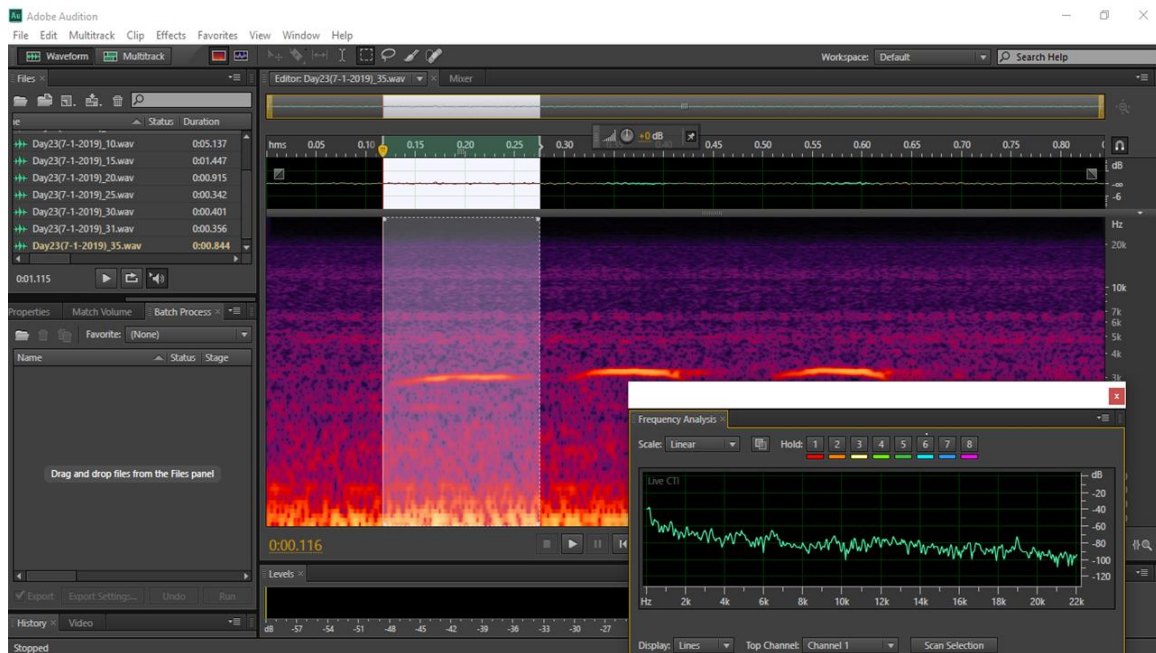 Au Adobe Audition
File Edit Multitrack Clip Effects Favorites View Window Help
Waveform Multitrack Workspace: Default Search Help
Files × Editor: Day23(7-1-2019)_35.wav × Mixer
e Status Duration
Day23(7-1-2019)_10.wav 0:05.137
Day23(7-1-2019)_15.wav 0:01.447
Day23(7-1-2019)_20.wav 0:00.915
Day23(7-1-2019)_25.wav 0:00.342
Day23(7-1-2019)_30.wav 0:00.401
Day23(7-1-2019)_31.wav 0:00.356
Day23(7-1-2019)_35.wav 0:00.844
0:01.115
+0 dB
hms 0.05 0.10 0.15 0.20 0.25 0.30 0.40 0.45 0.50 0.55 0.60 0.65 0.70 0.75 0.80
dB
-∞
-6
Hz
20k
10k
7k
6k
5k
4k
3k
Properties Match Volume Batch Process ×
Favorite: (None)
Name Status Stage
Drag and drop files from the Files panel
Export Export Settings... Undo Run
History × Video
Stopped
0:00.116
Levels ×
dB -57 -54 -51 -48 -45 -42 -39 -36 -33 -30 -27
x
Frequency Analysis ×
Scale: Linear Hold: 1 2 3 4 5 6 7 8
Live CTI
dB
-20
-40
-60
-80
-100
-120
Hz 2k 4k 6k 8k 10k 12k 14k 16k 18k 20k 22k
Display: Lines Top Channel: Channel 1 Scan Selection